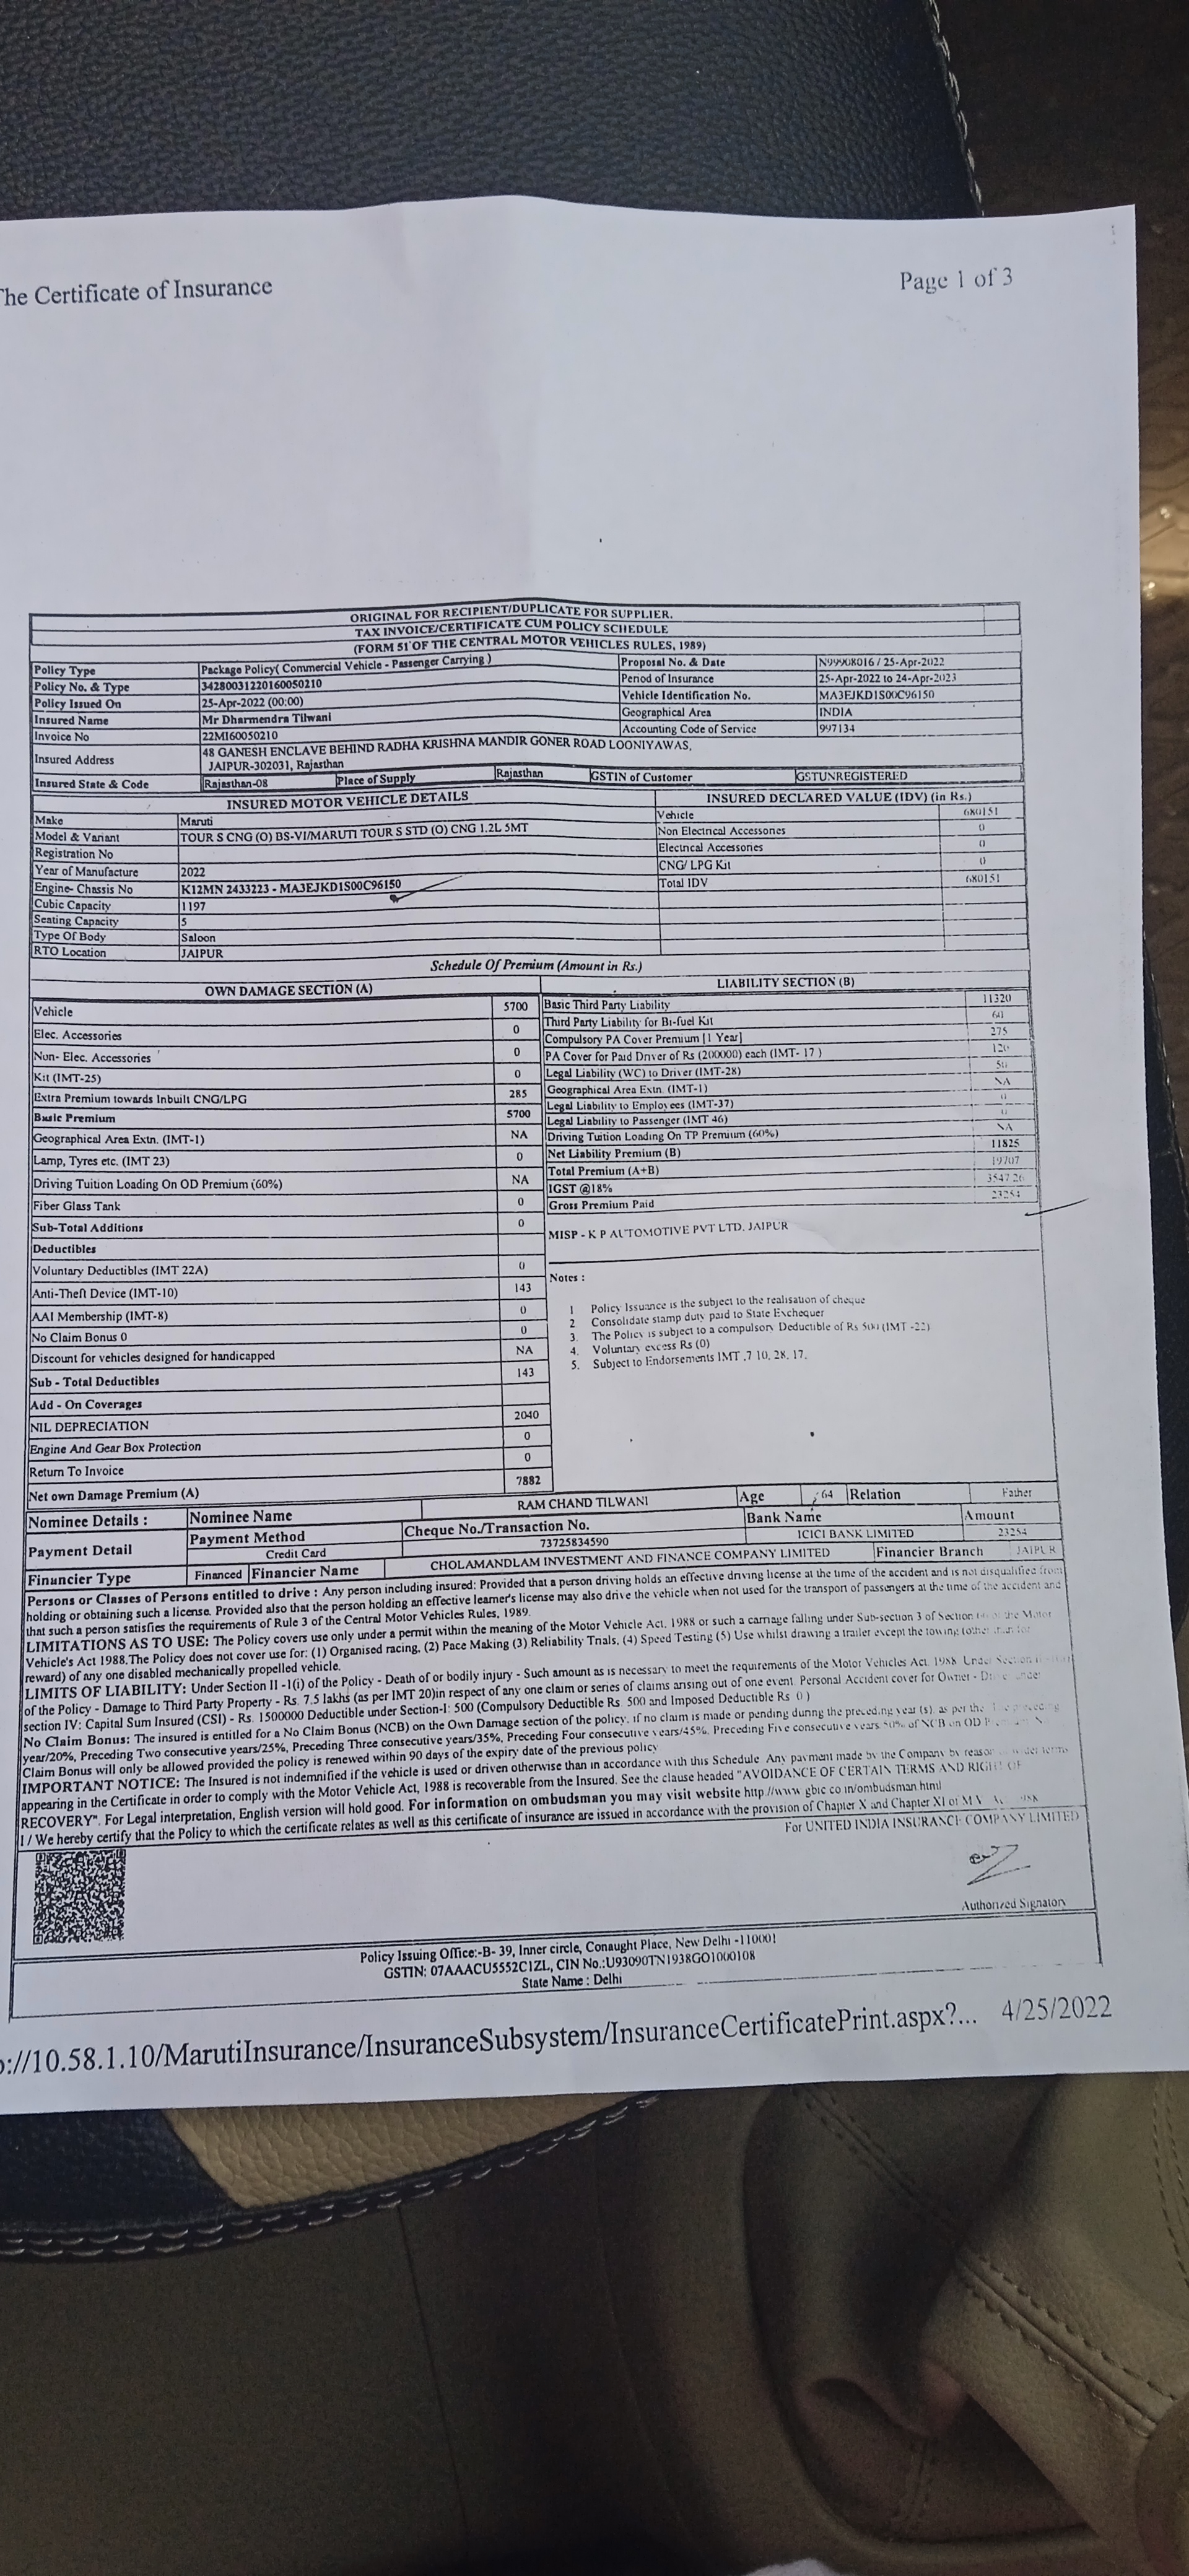 The Certificate of Insurance
Page 1 of 3
ORIGINAL FOR RECIPIENT/DUPLICATE FOR SUPPLIER.
TAX INVOICE/CERTIFICATE CUM POLICY SCHEDULE
(FORM 51 OF THE CENTRAL MOTOR VEHICLES RULES, 1989)
Policy Type Package Policy( Commercial Vehicle - Passenger Carrying ) Proposal No. & Date N99908016 / 25-Apr-2022
Policy No. & Type 34280031220160050210 Period of Insurance 25-Apr-2022 to 24-Apr-2023
Policy Issued On 25-Apr-2022 (00:00) Vehicle Identification No. MA3EJKD1S00C96150
Insured Name Mr Dharmendra Tilwani Geographical Area INDIA
Invoice No 22M160050210 Accounting Code of Service 997134
Insured Address 48 GANESH ENCLAVE BEHIND RADHA KRISHNA MANDIR GONER ROAD LOONIYAWAS,
JAIPUR-302031, Rajasthan
Insured State & Code Rajasthan-08 Place of Supply Rajasthan GSTIN of Customer GSTUNREGISTERED
INSURED MOTOR VEHICLE DETAILS INSURED DECLARED VALUE (IDV) (in Rs.)
Make Maruti Vehicle 680151
Model & Variant TOUR S CNG (O) BS-VI/MARUTI TOUR S STD (O) CNG 1.2L 5MT Non Electrical Accessories 0
Registration No Electrical Accessories 0
Year of Manufacture 2022 CNG/ LPG Kit 0
Engine- Chassis No K12MN 2433223 - MA3EJKD1S00C96150 Total IDV 680151
Cubic Capacity 1197
Seating Capacity 5
Type Of Body Saloon
RTO Location JAIPUR
Schedule Of Premium (Amount in Rs.)
OWN DAMAGE SECTION (A) LIABILITY SECTION (B)
Vehicle 5700 Basic Third Party Liability 11320
Third Party Liability for Bi-fuel Kit 60
Elec. Accessories 0 Compulsory PA Cover Premium [1 Year] 275
Non- Elec. Accessories 0 PA Cover for Paid Driver of Rs (200000) each (IMT- 17 ) 120
Kit (IMT-25) 0 Legal Liability (WC) to Driver (IMT-28) 50
Extra Premium towards Inbuilt CNG/LPG 285 Geographical Area Extn. (IMT-1) NA
Basic Premium 5700 Legal Liability to Employees (IMT-37) 0
Legal Liability to Passenger (IMT 46) 0
Geographical Area Extn. (IMT-1) NA Driving Tuition Loading On TP Premium (60%) NA
Lamp, Tyres etc. (IMT 23) 0 Net Liability Premium (B) 11825
Total Premium (A+B) 19707
Driving Tuition Loading On OD Premium (60%) NA IGST @18% 3547.26
Fiber Glass Tank 0 Gross Premium Paid 23254
Sub-Total Additions 0 MISP - K P AUTOMOTIVE PVT LTD. JAIPUR
Deductibles
Voluntary Deductibles (IMT 22A) 0 Notes :
Anti-Theft Device (IMT-10) 143 1 Policy Issuance is the subject to the realisation of cheque
AAI Membership (IMT-8) 0 2. Consolidate stamp duty paid to State Exchequer
No Claim Bonus 0 0 3. The Policy is subject to a compulsory Deductible of Rs 500 (IMT -22)
Discount for vehicles designed for handicapped NA 4. Voluntary excess Rs (0)
Sub - Total Deductibles 143 5. Subject to Endorsements IMT ,7 10, 28, 17,
Add - On Coverages
NIL DEPRECIATION 2040
Engine And Gear Box Protection 0
Return To Invoice 0
Net own Damage Premium (A) 7882
Nominee Details : Nominee Name RAM CHAND TILWANI Age 64 Relation Father
Payment Detail Payment Method Cheque No./Transaction No. Bank Name Amount
Credit Card 73725834590 ICICI BANK LIMITED 23254
Financier Type Financed Financier Name CHOLAMANDLAM INVESTMENT AND FINANCE COMPANY LIMITED Financier Branch JAIPUR
Persons or Classes of Persons entitled to drive : Any person including insured: Provided that a person driving holds an effective driving license at the time of the accident and is not disqualified from
holding or obtaining such a license. Provided also that the person holding an effective learner's license may also drive the vehicle when not used for the transport of passengers at the time of the accident and
that such a person satisfies the requirements of Rule 3 of the Central Motor Vehicles Rules, 1989.
LIMITATIONS AS TO USE: The Policy covers use only under a permit within the meaning of the Motor Vehicle Act, 1988 or such a carriage falling under Sub-section 3 of Section the Motor
Vehicle's Act 1988.The Policy does not cover use for: (1) Organised racing, (2) Pace Making (3) Reliability Trials, (4) Speed Testing (5) Use whilst drawing a trailer except the towing (other than for
reward) of any one disabled mechanically propelled vehicle.
LIMITS OF LIABILITY: Under Section II -1(i) of the Policy - Death of or bodily injury - Such amount as is necessary to meet the requirements of the Motor Vehicles Act, 1988. Under Section
of the Policy - Damage to Third Party Property - Rs. 7.5 lakhs (as per IMT 20)in respect of any one claim or series of claims arising out of one event. Personal Accident cover for Owner - under
section IV: Capital Sum Insured (CSI) - Rs. 1500000 Deductible under Section-I: 500 (Compulsory Deductible Rs 500 and Imposed Deductible Rs 0 )
No Claim Bonus: The insured is entitled for a No Claim Bonus (NCB) on the Own Damage section of the policy, if no claim is made or pending during the preceding year (s), as per the preceding
year/20%, Preceding Two consecutive years/25%, Preceding Three consecutive years/35%, Preceding Four consecutive years/45%, Preceding Five consecutive years 50% of NCB on OD
Claim Bonus will only be allowed provided the policy is renewed within 90 days of the expiry date of the previous policy
IMPORTANT NOTICE: The Insured is not indemnified if the vehicle is used or driven otherwise than in accordance with this Schedule Any payment made by the Company by reason terms
appearing in the Certificate in order to comply with the Motor Vehicle Act, 1988 is recoverable from the Insured. See the clause headed "AVOIDANCE OF CERTAIN TERMS AND RIGHT OF
RECOVERY". For Legal interpretation, English version will hold good. For information on ombudsman you may visit website http://www gbic co in/ombudsman html
I / We hereby certify that the Policy to which the certificate relates as well as this certificate of insurance are issued in accordance with the provision of Chapter X and Chapter XI of M V
For UNITED INDIA INSURANCE COMPANY LIMITED
Authorized Signatory
Policy Issuing Office:-B- 39, Inner circle, Conaught Place, New Delhi -110001
GSTIN: 07AAACU5552C1ZL, CIN No.:U93090TN1938GO1000108
State Name : Delhi
://10.58.1.10/MarutiInsurance/InsuranceSubsystem/InsuranceCertificatePrint.aspx?... 4/25/2022